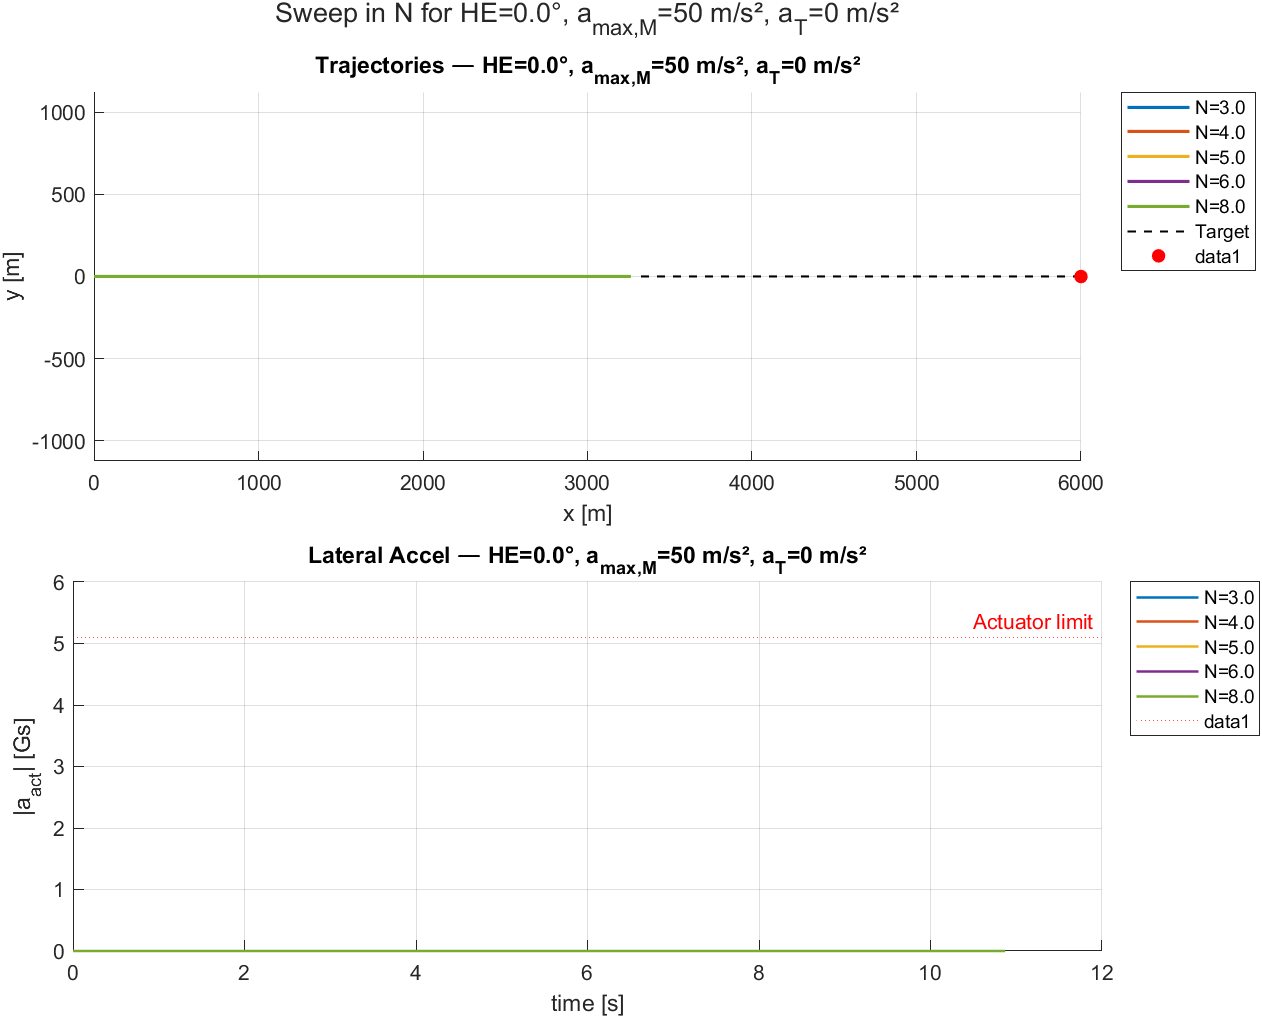 Sweep in N for HE=0.0°, a_max,M=50 m/s², a_T=0 m/s²
Trajectories — HE=0.0°, a_max,M=50 m/s², a_T=0 m/s²
1000
500
0
-500
-1000
y [m]
0 1000 2000 3000 4000 5000 6000
x [m]
N=3.0
N=4.0
N=5.0
N=6.0
N=8.0
Target
data1
Lateral Accel — HE=0.0°, a_max,M=50 m/s², a_T=0 m/s²
6
5
4
3
2
1
0
|a_act| [Gs]
Actuator limit
0 2 4 6 8 10 12
time [s]
N=3.0
N=4.0
N=5.0
N=6.0
N=8.0
data1